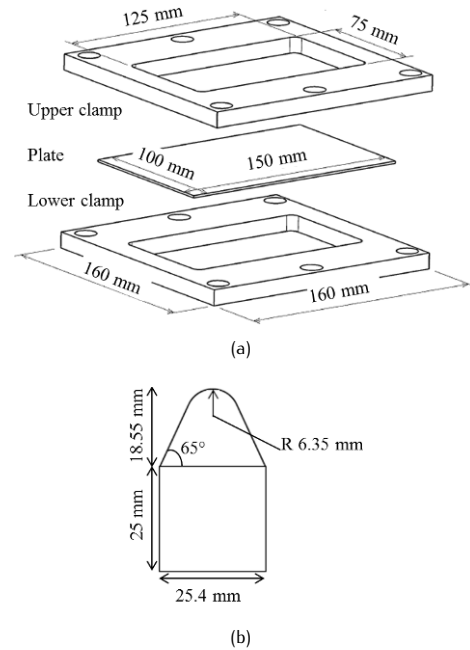 125 mm
75 mm
Upper clamp
Plate
100 mm
150 mm
Lower clamp
160 mm
160 mm
(a)
18.55 mm
65°
R 6.35 mm
25 mm
25.4 mm
(b)